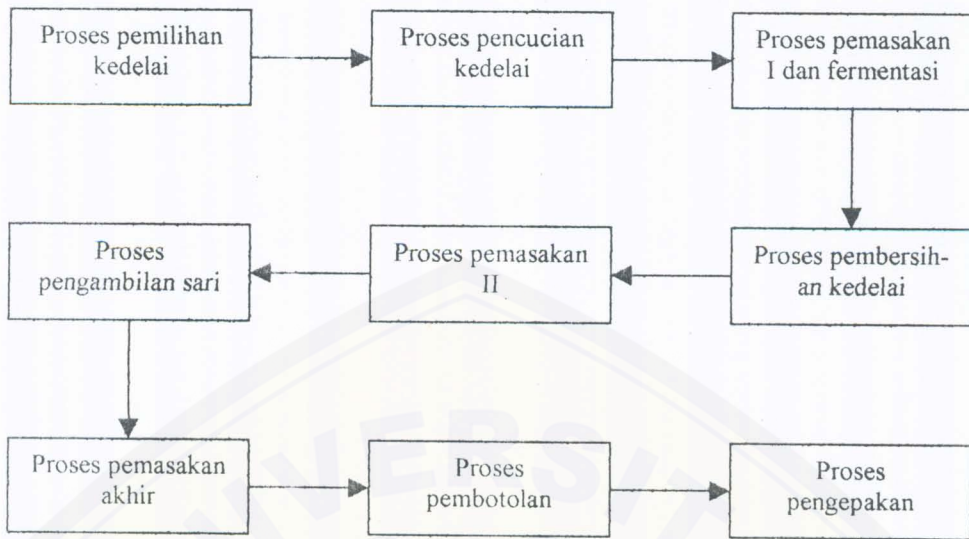 Proses pemilihan
kedelai
Proses pencucian
kedelai
Proses pemasakan
I dan fermentasi
Proses pembersih-
an kedelai
Proses pemasakan
II
Proses
pengambilan sari
Proses pemasakan
akhir
Proses
pembotolan
Proses
pengepakan